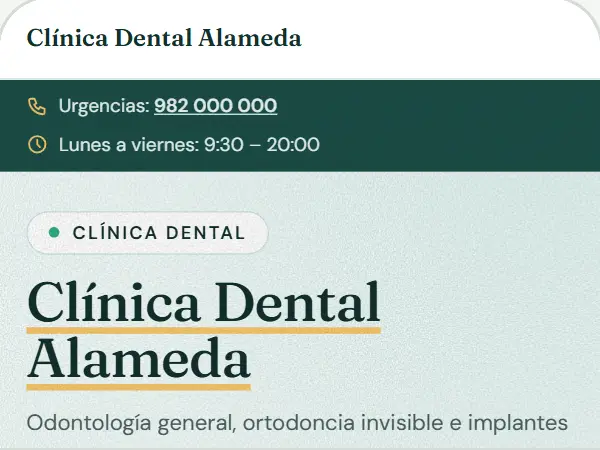 Clínica Dental Alameda
Urgencias: 982 000 000
Lunes a viernes: 9:30 – 20:00
CLÍNICA DENTAL
Clínica Dental
Alameda
Odontología general, ortodoncia invisible e implantes